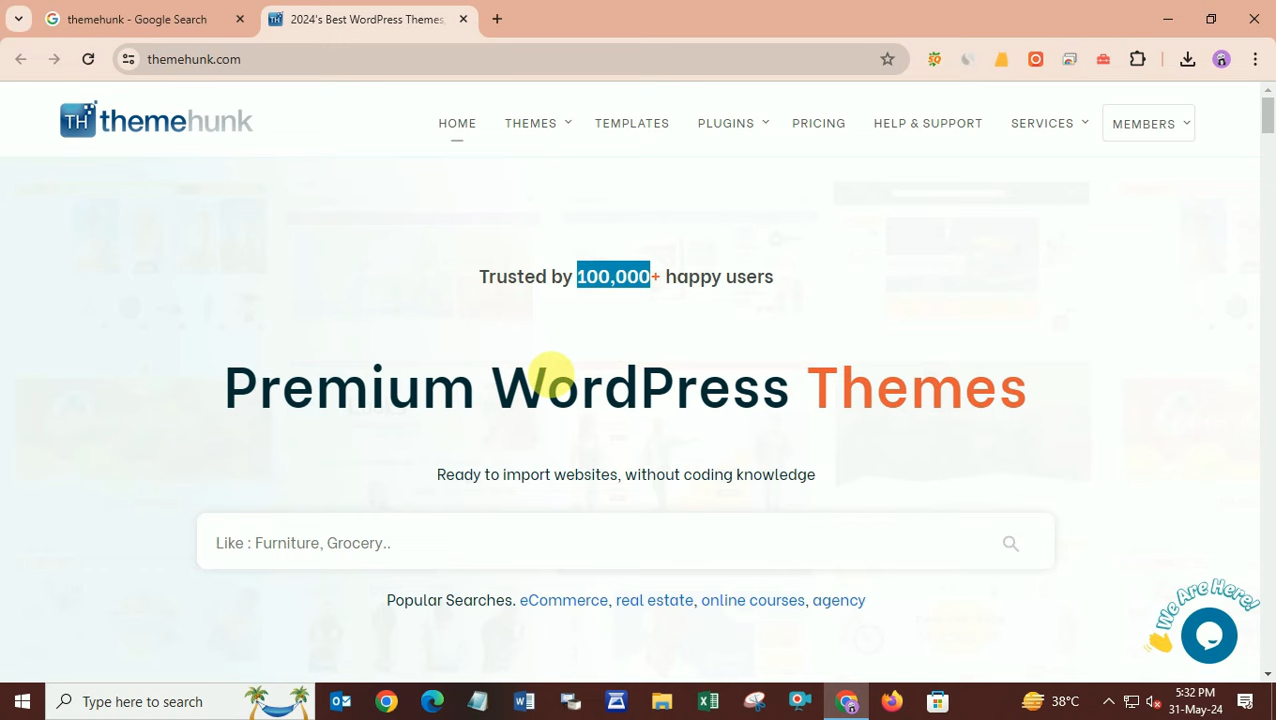 themehunk - Google Search
2024's Best WordPress Themes,
themehunk.com
TH themehunk
HOME THEMES TEMPLATES PLUGINS PRICING HELP & SUPPORT SERVICES MEMBERS
Trusted by 100,000+ happy users
Premium WordPress Themes
Ready to import websites, without coding knowledge
Like : Furniture, Grocery..
Popular Searches. eCommerce, real estate, online courses, agency
We Are Here!
Type here to search
38°C
5:32 PM
31-May-24